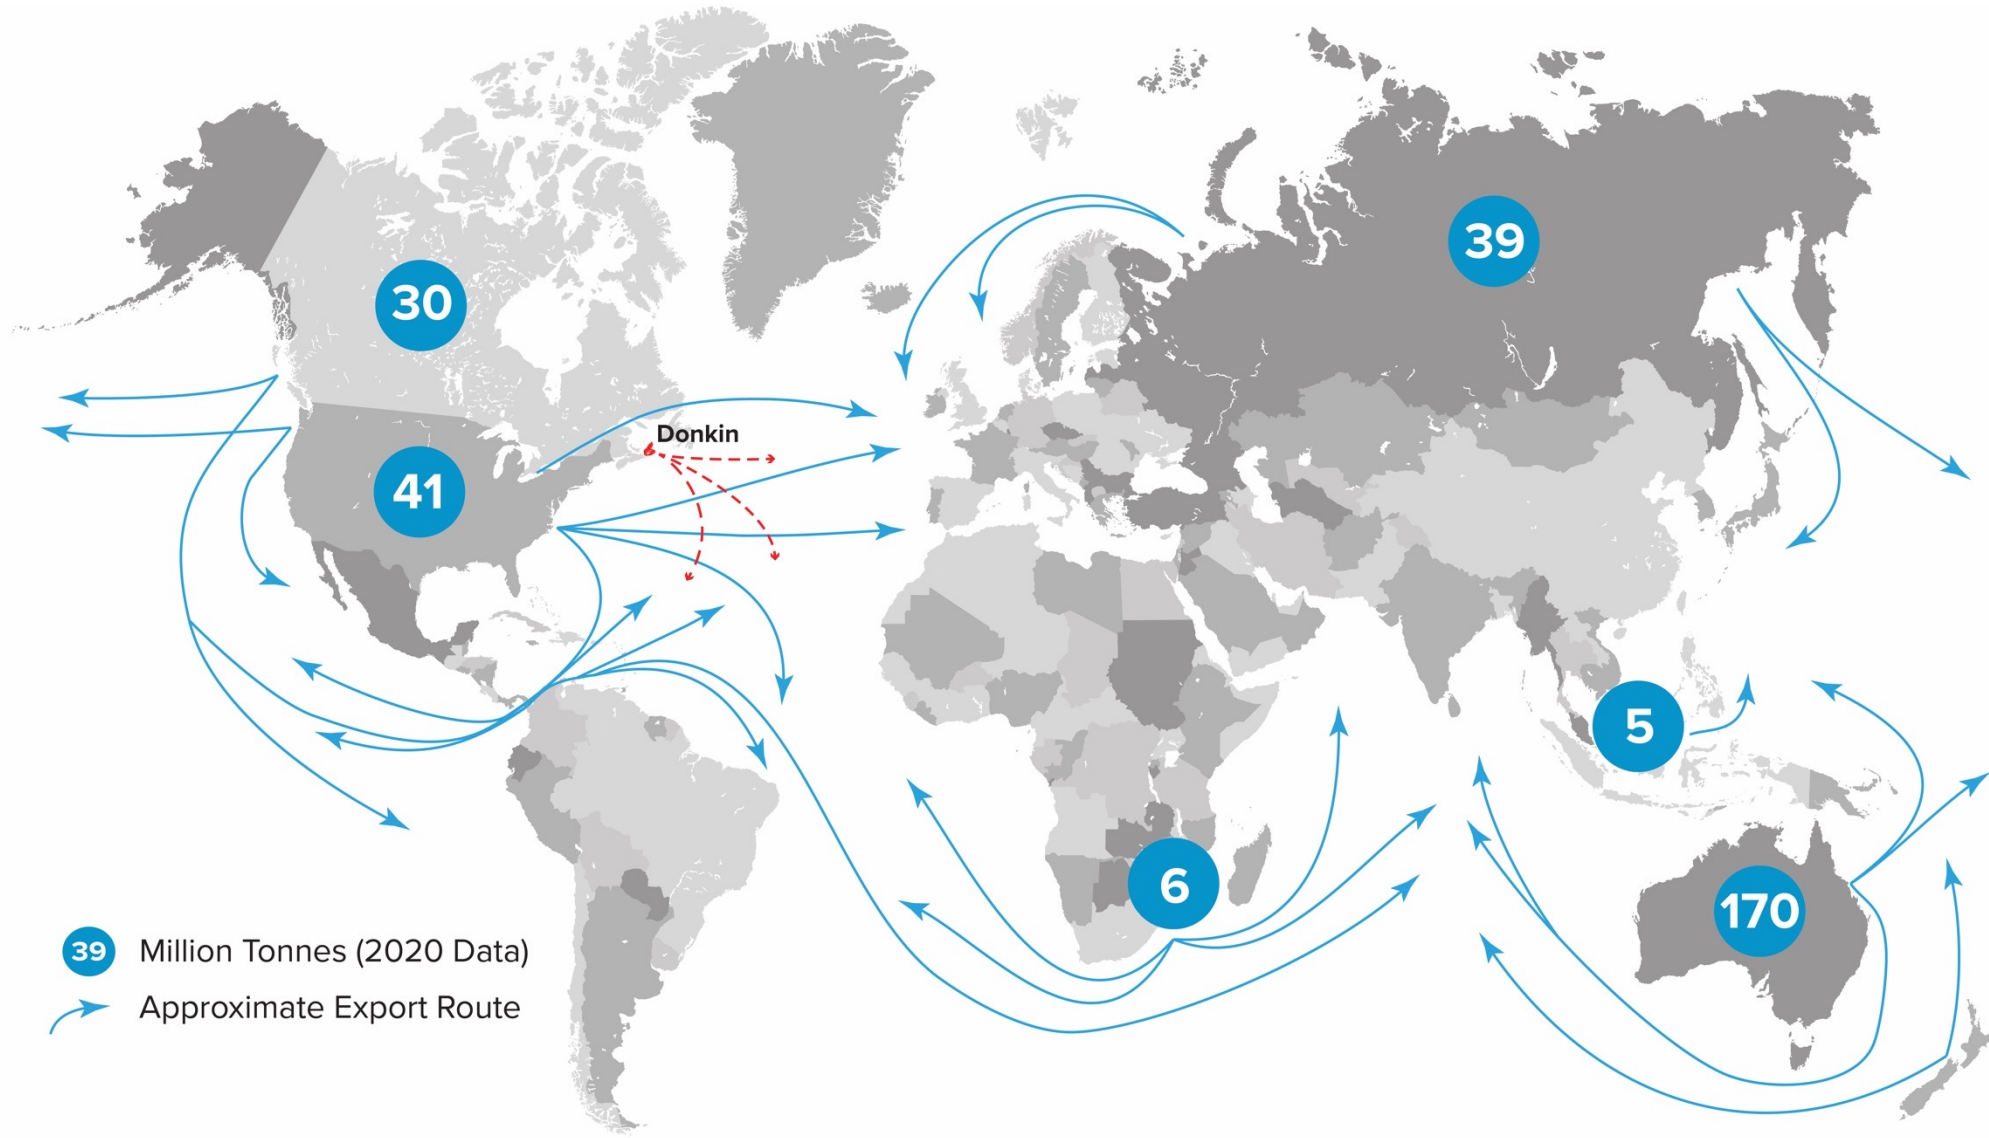 39
30
Donkin
41
5
6
170
39 Million Tonnes (2020 Data)
Approximate Export Route